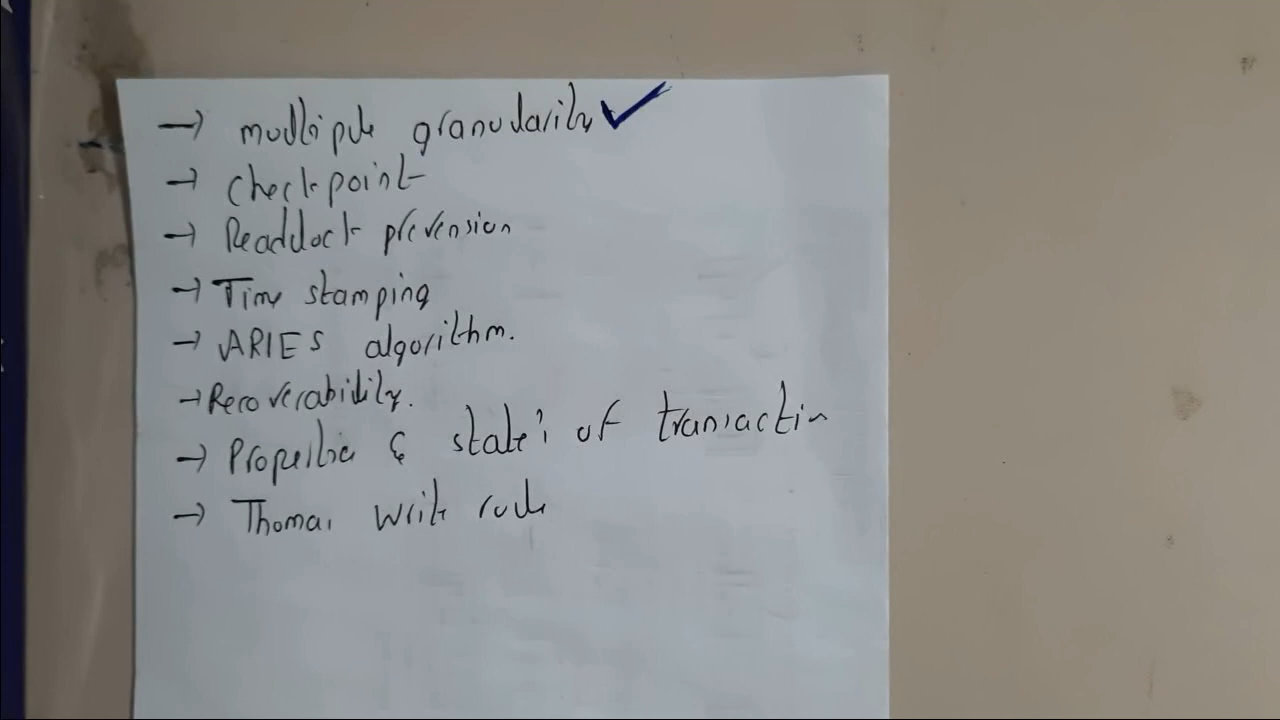 → multiple granularity ✓
→ checkpoint
→ Deadlock prevension
→ Time stamping
→ ARIES algorithm.
→ Recoverability.
→ Properties & state's of transaction
→ Thomas write rule